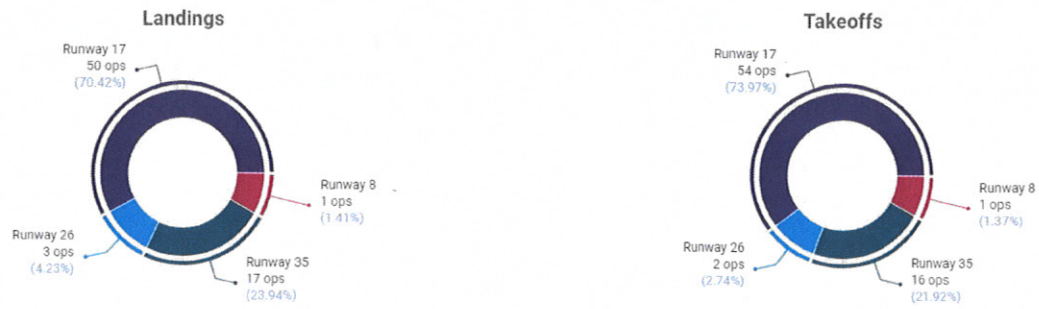 Landings
Runway 17
50 ops
(70.42%)
Runway 8
1 ops
(1.41%)
Runway 26
3 ops
(4.23%)
Runway 35
17 ops
(23.94%)
Takeoffs
Runway 17
54 ops
(73.97%)
Runway 8
1 ops
(1.37%)
Runway 26
2 ops
(2.74%)
Runway 35
16 ops
(21.92%)